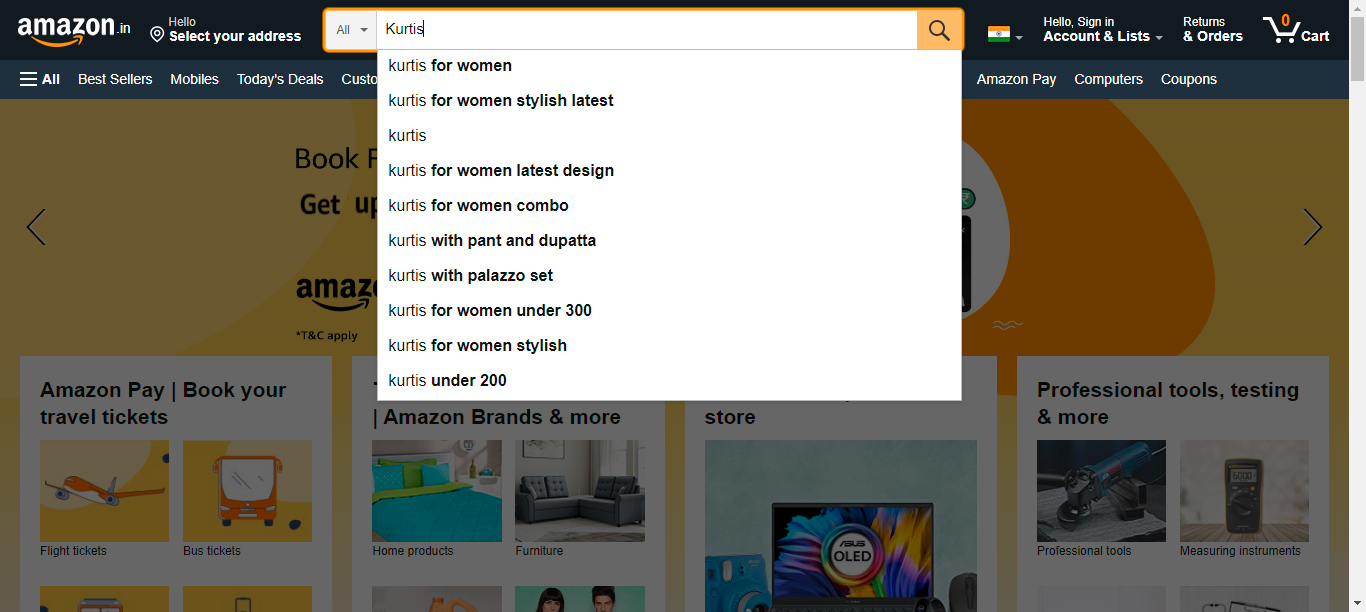 amazon.in
Hello
Select your address
All
Kurtis
Hello, Sign in
Account & Lists
Returns
& Orders
0
Cart
All
Best Sellers
Mobiles
Today's Deals
Custo
Amazon Pay
Computers
Coupons
kurtis for women
kurtis for women stylish latest
kurtis
kurtis for women latest design
kurtis for women combo
kurtis with pant and dupatta
kurtis with palazzo set
kurtis for women under 300
kurtis for women stylish
kurtis under 200
Book F
Get up
amaz
*T&C apply
Amazon Pay | Book your
travel tickets
Flight tickets
Bus tickets
| Amazon Brands & more
Home products
Furniture
store
ASUS
OLED
Professional tools, testing
& more
6000
Professional tools
Measuring instruments